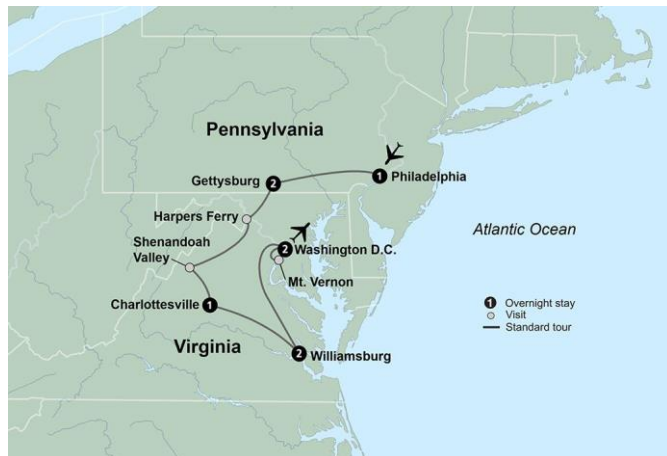 Pennsylvania
Gettysburg
2
1
Philadelphia
Harpers Ferry
Atlantic Ocean
Shenandoah
Valley
2
Washington D.C.
Mt. Vernon
Charlottesville
1
1 Overnight stay
Visit
Standard tour
Virginia
2
Williamsburg